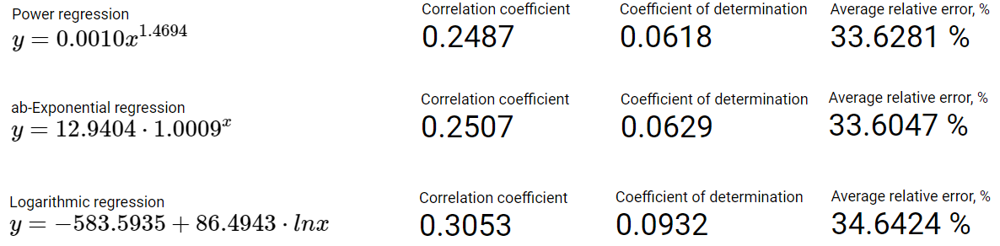 Power regression Correlation coefficient Coefficient of determination Average relative error, %
y = 0.0010x^1.4694 0.2487 0.0618 33.6281 %
ab-Exponential regression Correlation coefficient Coefficient of determination Average relative error, %
y = 12.9404 · 1.0009^x 0.2507 0.0629 33.6047 %
Logarithmic regression Correlation coefficient Coefficient of determination Average relative error, %
y = −583.5935 + 86.4943 · lnx 0.3053 0.0932 34.6424 %